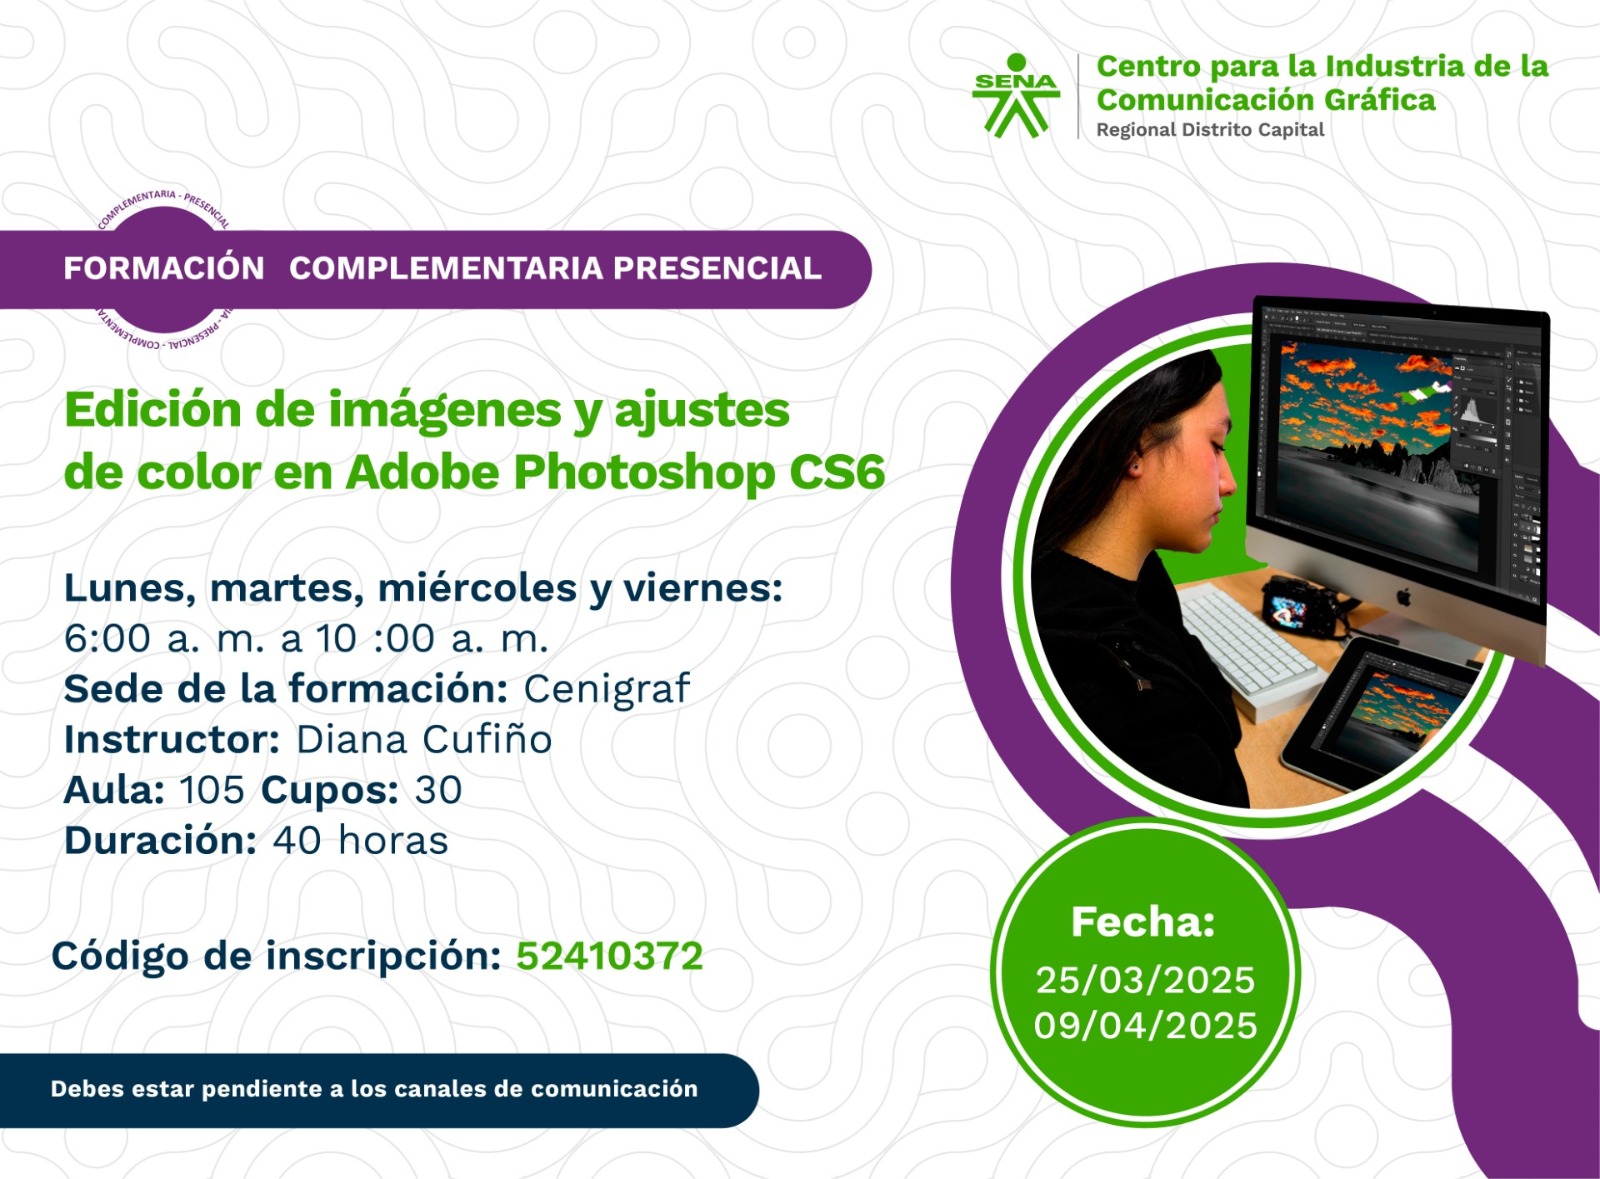 SENA
Centro para la Industria de la
Comunicación Gráfica
Regional Distrito Capital
COMPLEMENTARIA - PRESENCIAL
FORMACIÓN COMPLEMENTARIA PRESENCIAL
- PRESENCIAL - COMPLEMENTA
Edición de imágenes y ajustes
de color en Adobe Photoshop CS6
Lunes, martes, miércoles y viernes:
6:00 a. m. a 10 :00 a. m.
Sede de la formación: Cenigraf
Instructor: Diana Cufiño
Aula: 105 Cupos: 30
Duración: 40 horas
Código de inscripción: 52410372
Fecha:
25/03/2025
09/04/2025
Debes estar pendiente a los canales de comunicación